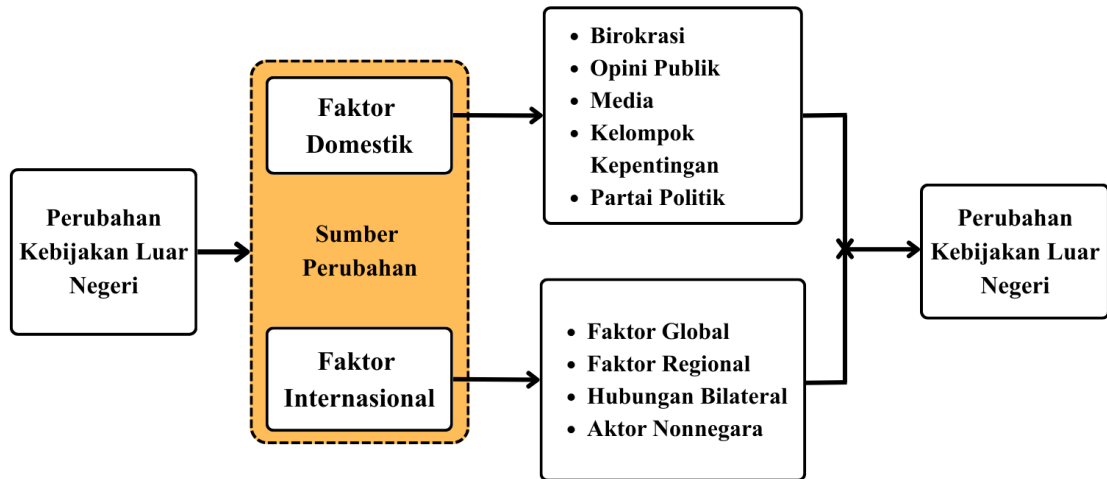 Perubahan
Kebijakan Luar
Negeri
Sumber
Perubahan
Faktor
Domestik
• Birokrasi
• Opini Publik
• Media
• Kelompok
Kepentingan
• Partai Politik
Faktor
Internasional
• Faktor Global
• Faktor Regional
• Hubungan Bilateral
• Aktor Nonnegara
Perubahan
Kebijakan Luar
Negeri